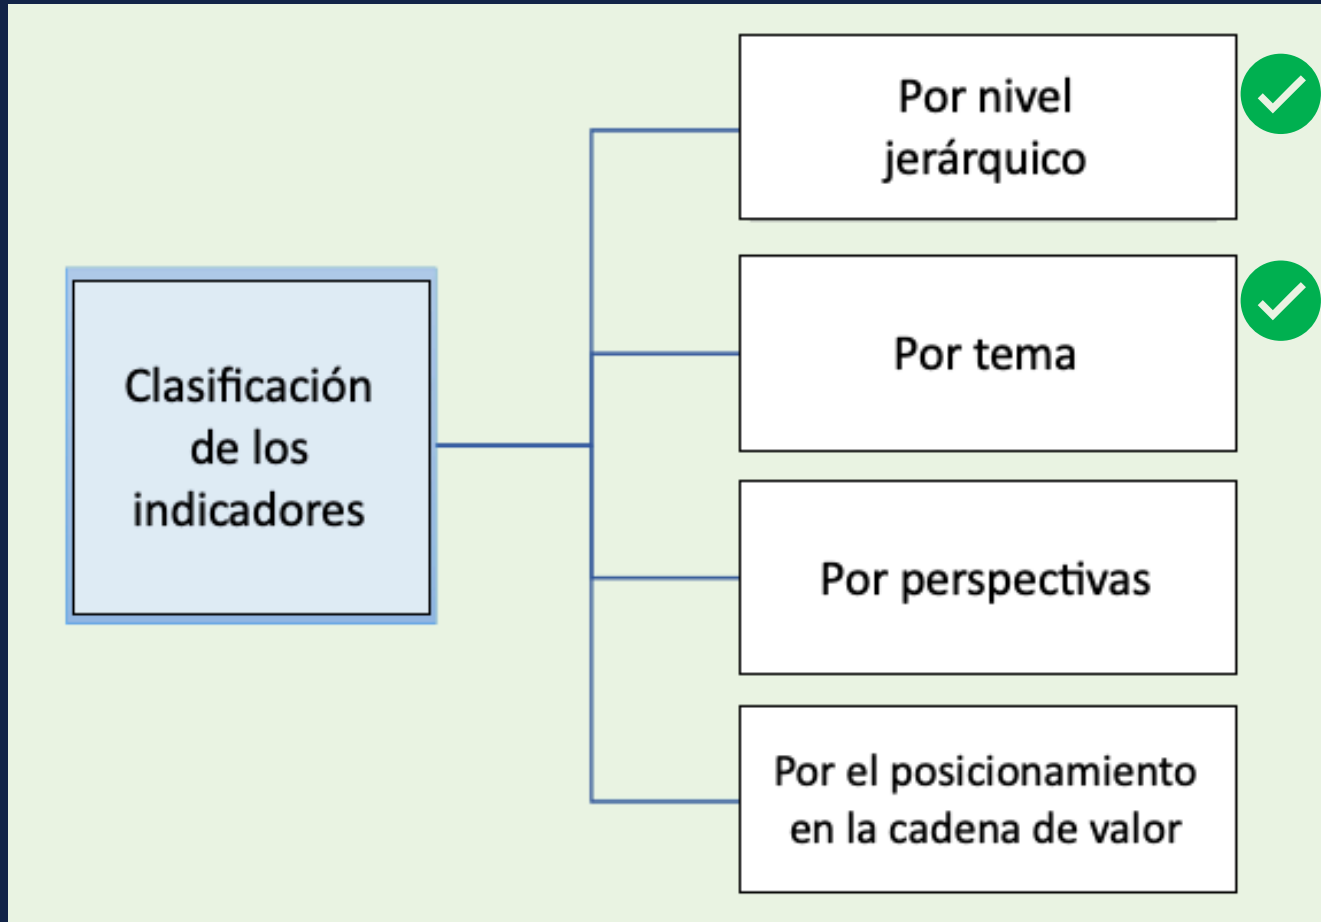 Clasificación
de los
indicadores
Por nivel
jerárquico
Por tema
Por perspectivas
Por el posicionamiento
en la cadena de valor